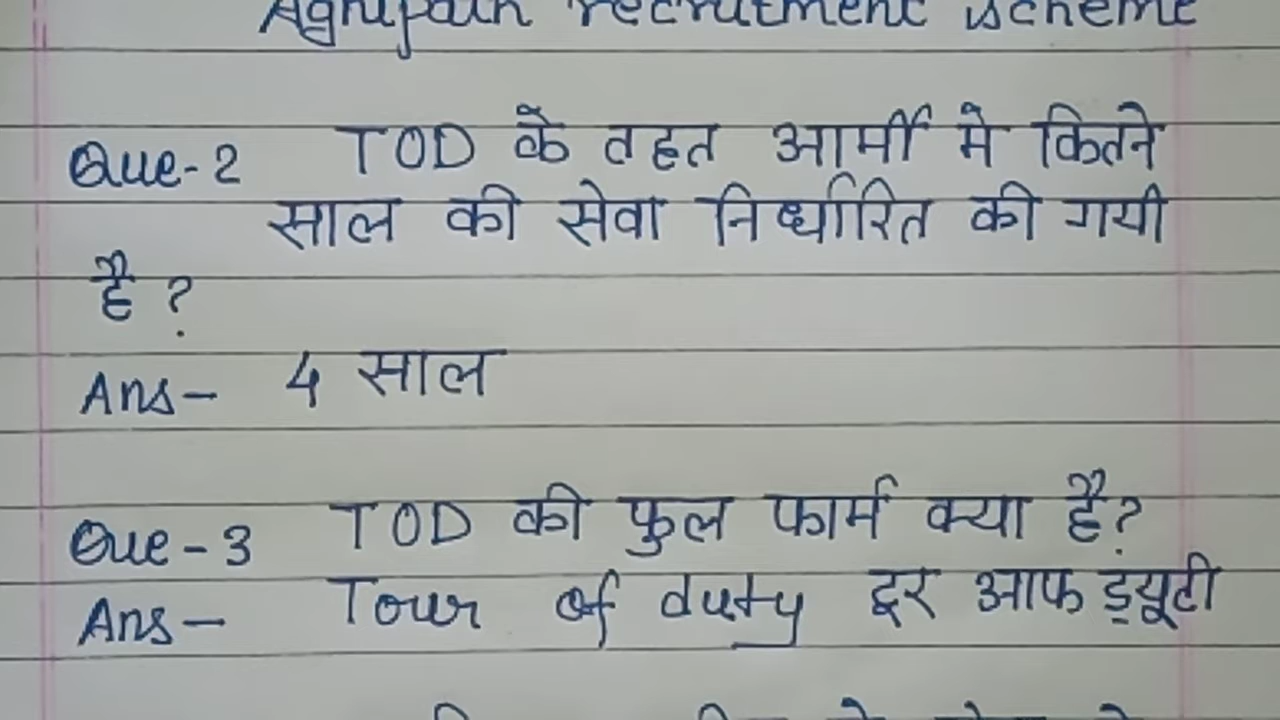 Agnipath recruitment scheme
Que-2 TOD के तहत आर्मी मे कितने
साल की सेवा निर्धारित की गयी
है ?
Ans- 4 साल
Que-3 TOD की फुल फार्म क्या है?
Ans- Tour of duty टूर आफ ड्यूटी